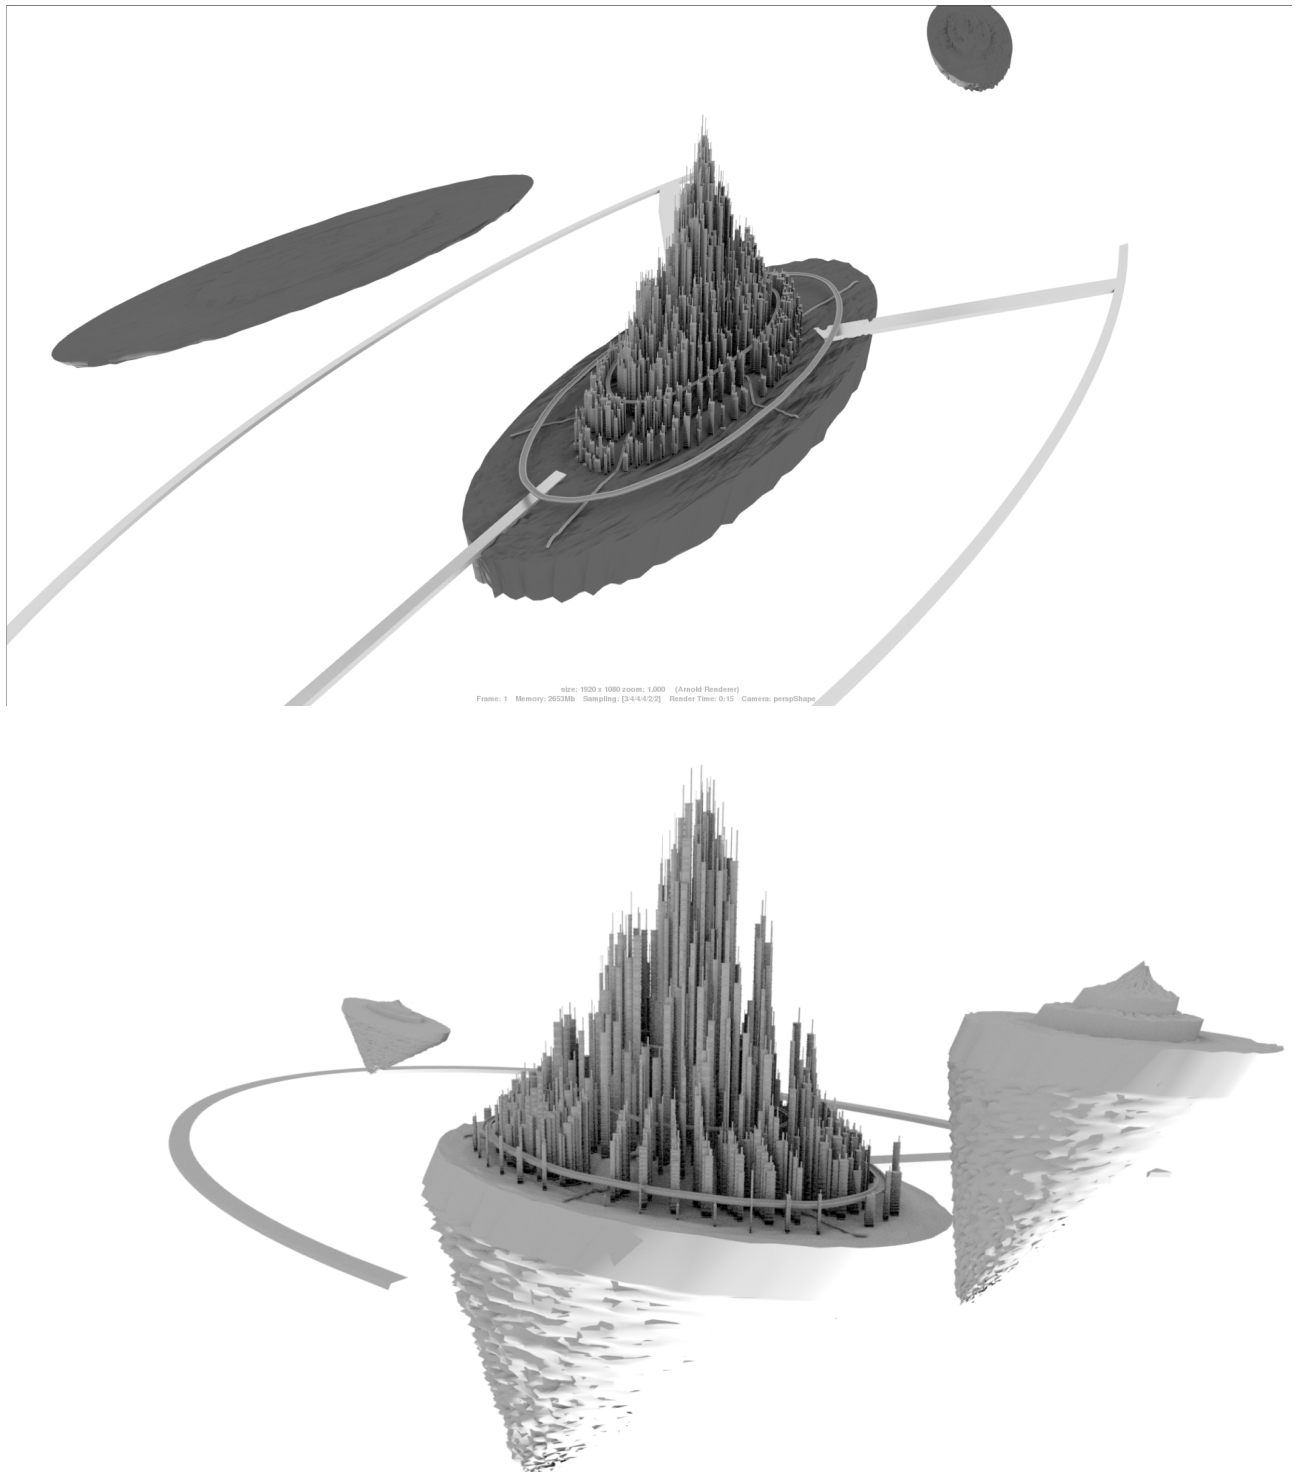 size: 1920 x 1080 zoom: 1.000 (Arnold Renderer)
Frame: 1 Memory: 2653Mb Sampling: [3/4/4/4/2/2] Render Time: 0:15 Camera: perspShape